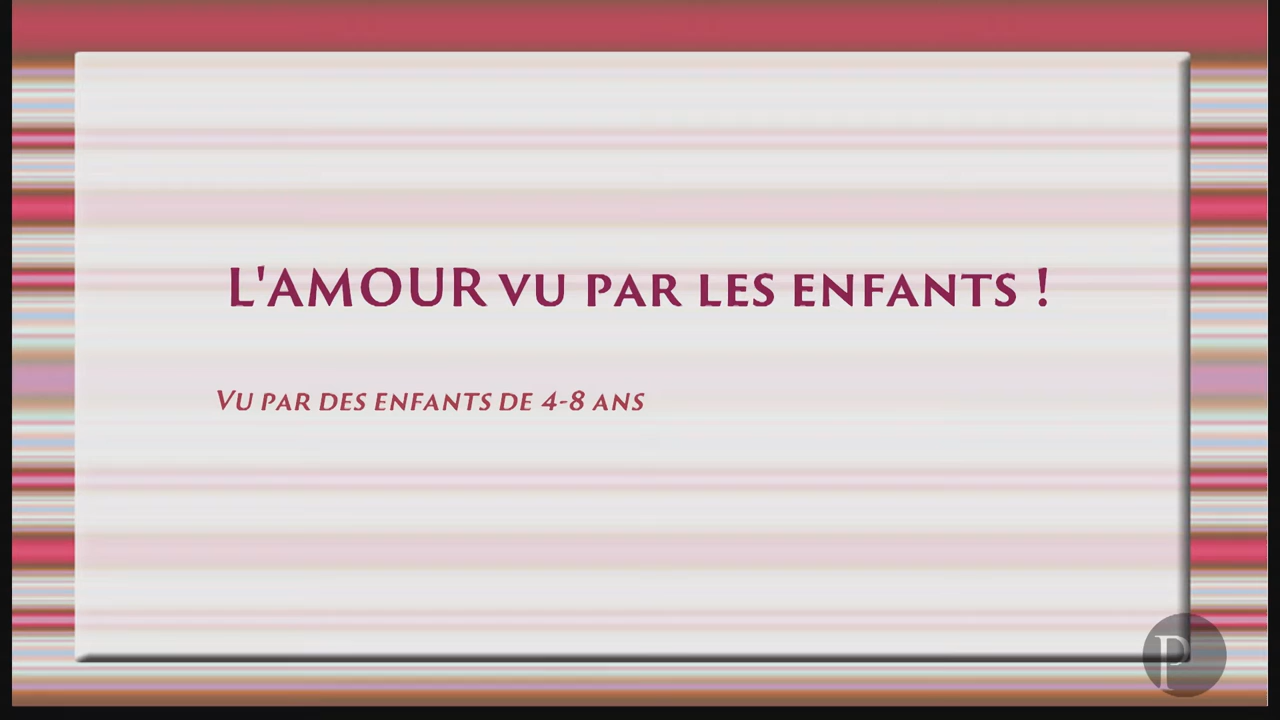 L'AMOUR VU PAR LES ENFANTS !
VU PAR DES ENFANTS DE 4-8 ANS
P